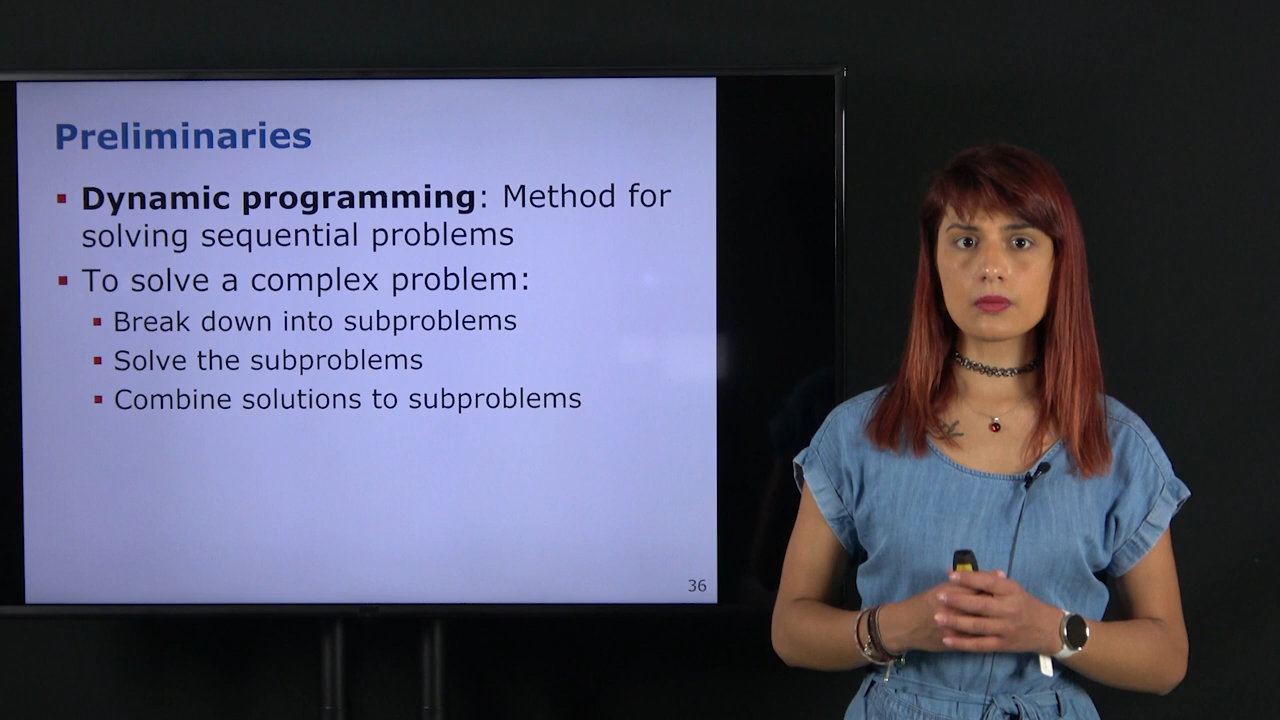 Preliminaries
▪ Dynamic programming: Method for
solving sequential problems
▪ To solve a complex problem:
▪ Break down into subproblems
▪ Solve the subproblems
▪ Combine solutions to subproblems
36